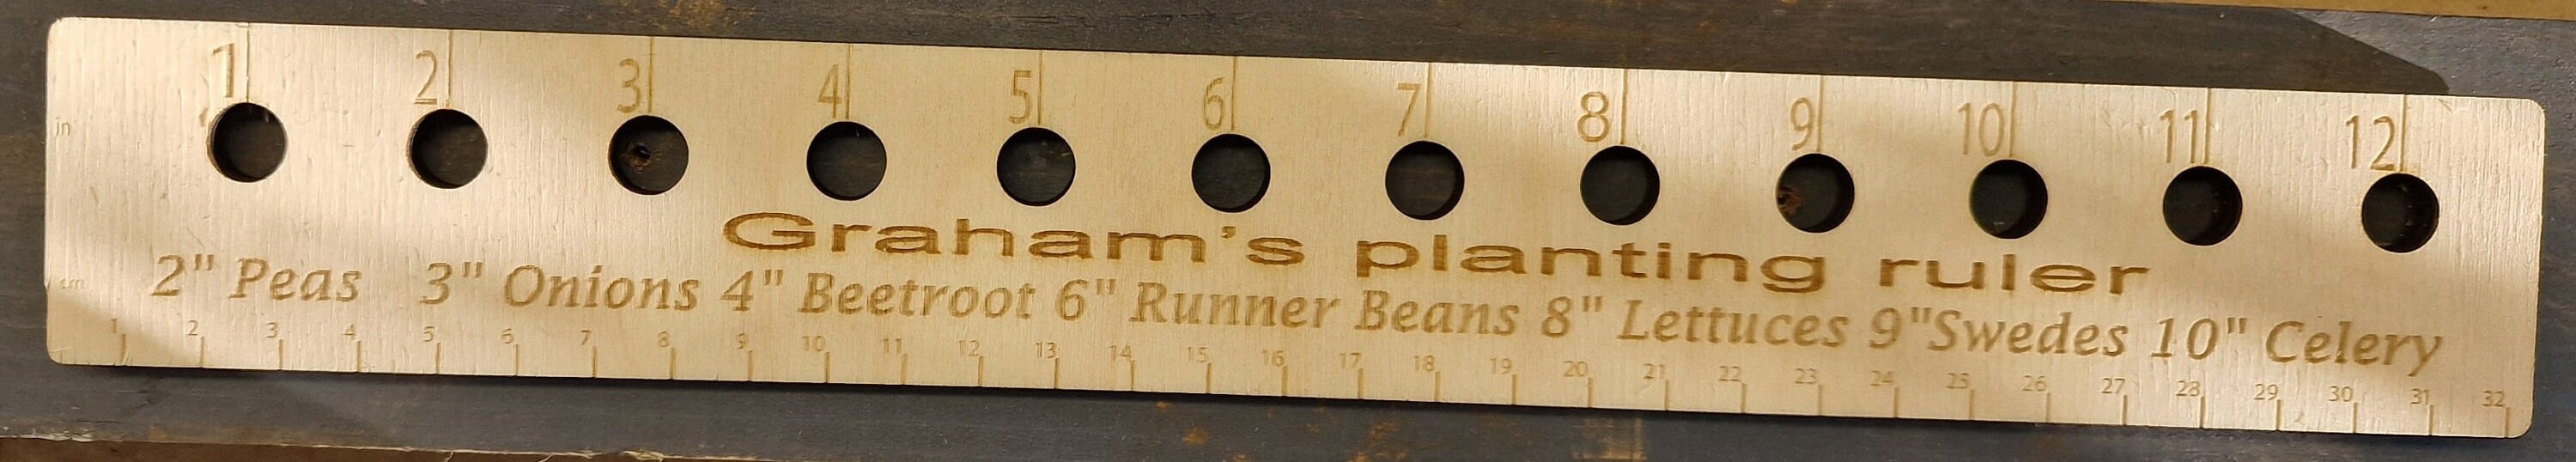 1 2 3 4 5 6 7 8 9 10 11 12
in
Graham's planting ruler
2" Peas 3" Onions 4" Beetroot 6" Runner Beans 8" Lettuces 9"Swedes 10" Celery
cm
1 2 3 4 5 6 7 8 9 10 11 12 13 14 15 16 17 18 19 20 21 22 23 24 25 26 27 28 29 30 31 32